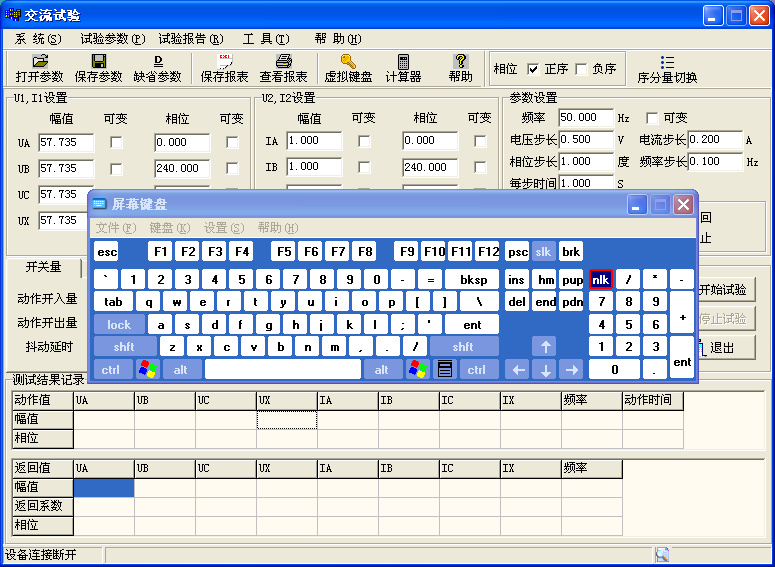 交流试验
系 统(S) 试验参数(P) 试验报告(R) 工 具(T) 帮 助(H)
打开参数 保存参数 缺省参数 保存报表 查看报表 虚拟键盘 计算器 帮助 相位 正序 负序 序分量切换
U1,I1设置 U2,I2设置 参数设置
幅值 可变 相位 可变 幅值 可变 相位 可变 频率 50.000 Hz 可变
UA 57.735 0.000 IA 1.000 0.000 电压步长 0.500 V 电流步长 0.200 A
UB 57.735 240.000 IB 1.000 240.000 相位步长 1.000 度 频率步长 0.100 Hz
UC 57.735 每步时间 1.000 S
UX 57.735
回
止
屏幕键盘
文件(F) 键盘(K) 设置(S) 帮助(H)
esc F1 F2 F3 F4 F5 F6 F7 F8 F9 F10 F11 F12 psc slk brk
` 1 2 3 4 5 6 7 8 9 0 - = bksp ins hm pup nlk / * -
tab q w e r t y u i o p [ ] \ del end pdn 7 8 9 +
lock a s d f g h j k l ; ' ent 4 5 6
shft z x c v b n m , . / shft ↑ 1 2 3 ent
ctrl alt alt ctrl ← ↓ → 0 .
开关量
动作开入量
动作开出量
抖动延时
开始试验
停止试验
退出
测试结果记录
动作值 UA UB UC UX IA IB IC IX 频率 动作时间
幅值
相位
返回值 UA UB UC UX IA IB IC IX 频率
幅值
返回系数
相位
设备连接断开